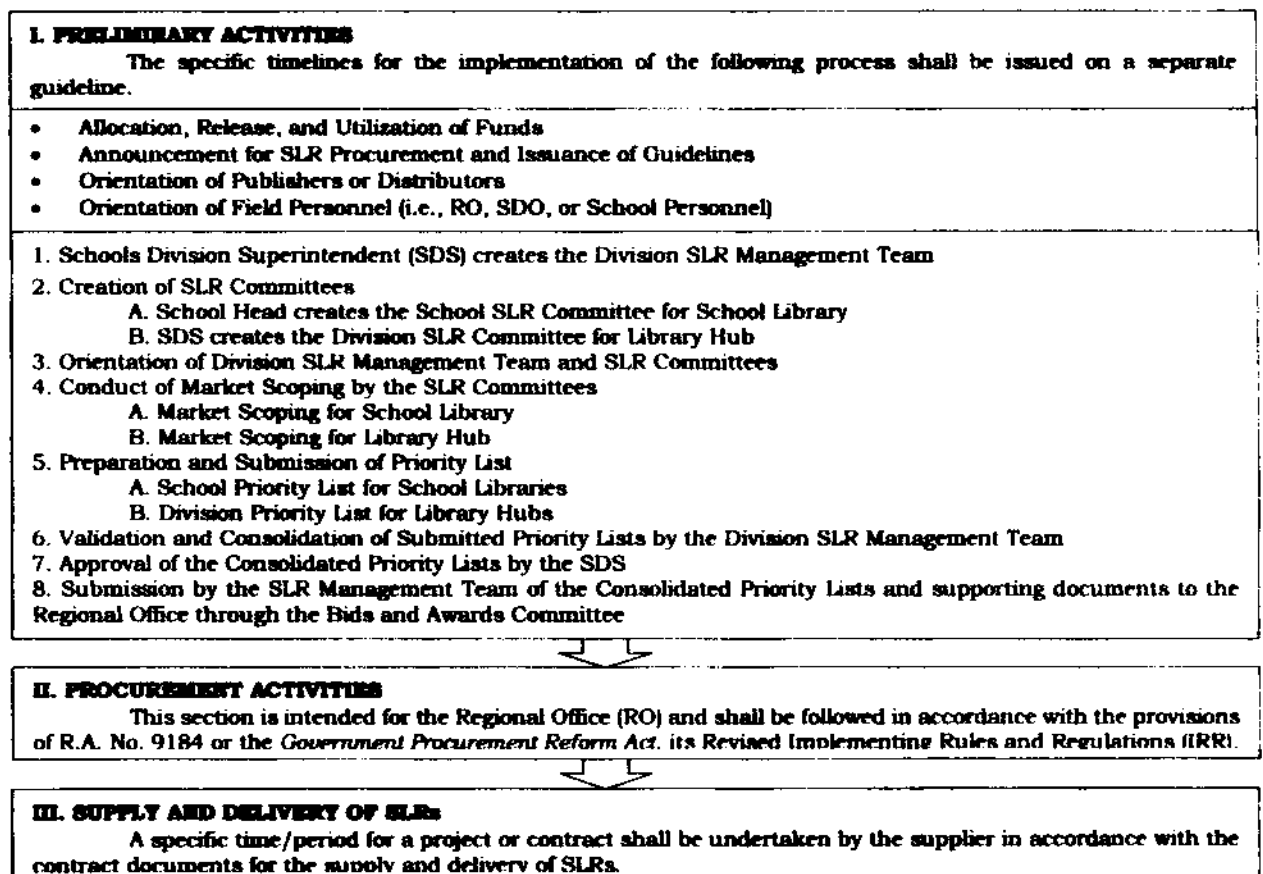 I. PRELIMINARY ACTIVITIES
The specific timelines for the implementation of the following process shall be issued on a separate
guideline.
• Allocation, Release, and Utilization of Funds
• Announcement for SLR Procurement and Issuance of Guidelines
• Orientation of Publishers or Distributors
• Orientation of Field Personnel (i.e., RO, SDO, or School Personnel)
1. Schools Division Superintendent (SDS) creates the Division SLR Management Team
2. Creation of SLR Committees
A. School Head creates the School SLR Committee for School Library
B. SDS creates the Division SLR Committee for Library Hub
3. Orientation of Division SLR Management Team and SLR Committees
4. Conduct of Market Scoping by the SLR Committees
A. Market Scoping for School Library
B. Market Scoping for Library Hub
5. Preparation and Submission of Priority List
A. School Priority List for School Libraries
B. Division Priority List for Library Hubs
6. Validation and Consolidation of Submitted Priority Lists by the Division SLR Management Team
7. Approval of the Consolidated Priority Lists by the SDS
8. Submission by the SLR Management Team of the Consolidated Priority Lists and supporting documents to the
Regional Office through the Bids and Awards Committee
II. PROCUREMENT ACTIVITIES
This section is intended for the Regional Office (RO) and shall be followed in accordance with the provisions
of R.A. No. 9184 or the Government Procurement Reform Act, its Revised Implementing Rules and Regulations (IRR).
III. SUPPLY AND DELIVERY OF SLRs
A specific time/period for a project or contract shall be undertaken by the supplier in accordance with the
contract documents for the supply and delivery of SLRs.